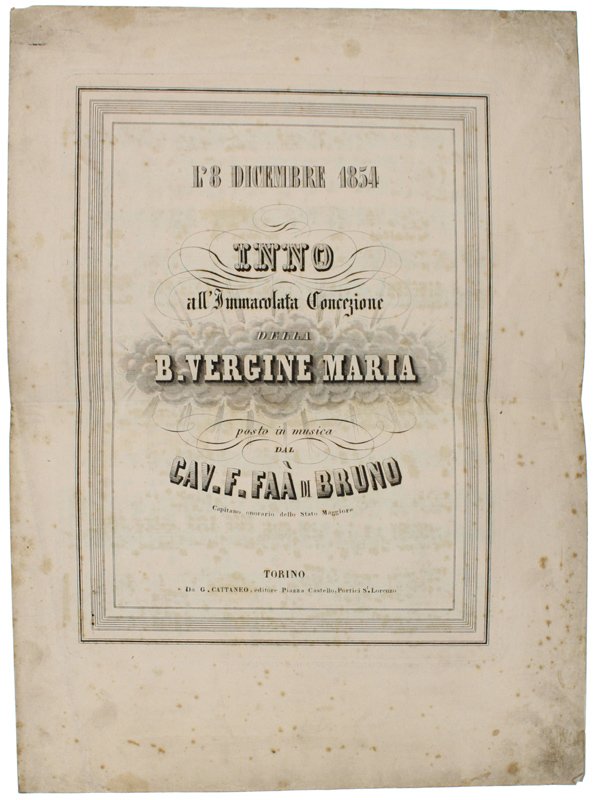 L'8 DICEMBRE 1854
INNO
all'Immacolata Concezione
DELLA
B. VERGINE MARIA
posto in musica
DAL
CAV. F. FAÀ DI BRUNO
Capitano onorario dello Stato Maggiore
TORINO
Da G. CATTANEO, editore Piazza Castello, Portici S. Lorenzo